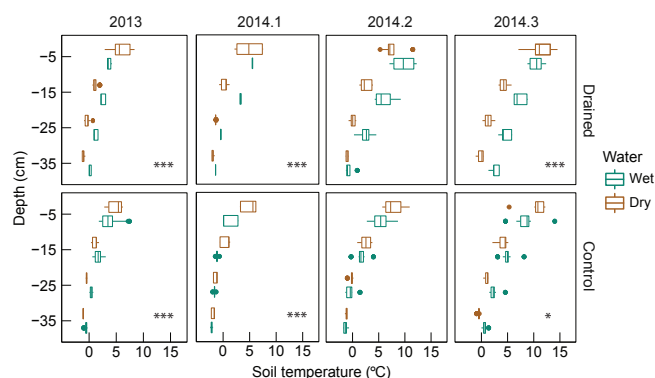 2013 2014.1 2014.2 2014.3
Depth (cm)
−5
−15
−25
−35
***
***
***
Drained
−5
−15
−25
−35
***
***
*
Control
0 5 10 15 0 5 10 15 0 5 10 15 0 5 10 15
Soil temperature (ºC)
Water
Wet
Dry